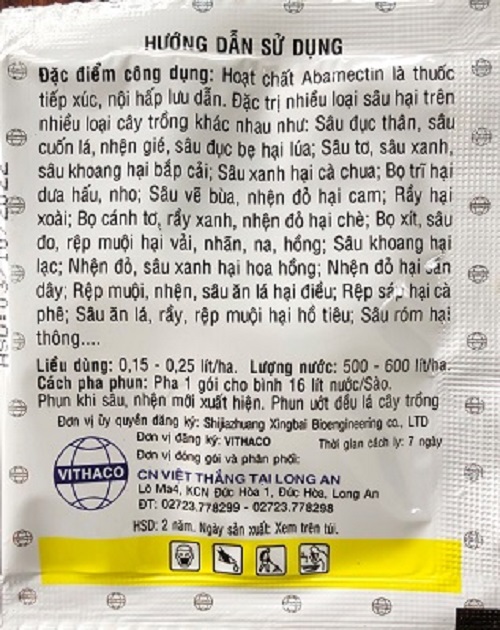 HƯỚNG DẪN SỬ DỤNG
Đặc điểm công dụng: Hoạt chất Abamectin là thuốc
tiếp xúc, nội hấp lưu dẫn. Đặc trị nhiều loại sâu hại trên
nhiều loại cây trồng khác nhau như: Sâu đục thân, sâu
cuốn lá, nhện gié, sâu đục bẹ hại lúa; Sâu tơ, sâu xanh,
sâu khoang hại bắp cải; Sâu xanh hại cà chua; Bọ trĩ hại
dưa hấu, nho; Sâu vẽ bùa, nhện đỏ hại cam; Rầy hại
xoài; Bọ cánh tơ, rầy xanh, nhện đỏ hại chè; Bọ xít, sâu
đo, rệp muội hại vải, nhãn, na, hồng; Sâu khoang hại
lạc; Nhện đỏ, sâu xanh hại hoa hồng; Nhện đỏ hại sắn
dây; Rệp muội, nhện, sâu ăn lá hại điều; Rệp sáp hại cà
phê; Sâu ăn lá, rầy, rệp muội hại hồ tiêu; Sâu róm hại
thông....
Liều dùng: 0,15 - 0,25 lít/ha. Lượng nước: 500 - 600 lít/ha.
Cách pha phun: Pha 1 gói cho bình 16 lít nước/Sào.
Phun khi sâu, nhện mới xuất hiện. Phun ướt đều lá cây trồng
Đơn vị ủy quyền đăng ký: Shijiazhuang Xingbai Bioengineering co., LTD
Đơn vị đăng ký: VITHACO Thời gian cách ly: 7 ngày
Đơn vị đóng gói và phân phối:
VITHACO
CN VIỆT THẮNG TẠI LONG AN
Lô Ma4, KCN Đức Hòa 1, Đức Hòa, Long An
ĐT: 02723.778299 - 02723.778298
HSD: 2 năm. Ngày sản xuất: Xem trên túi.